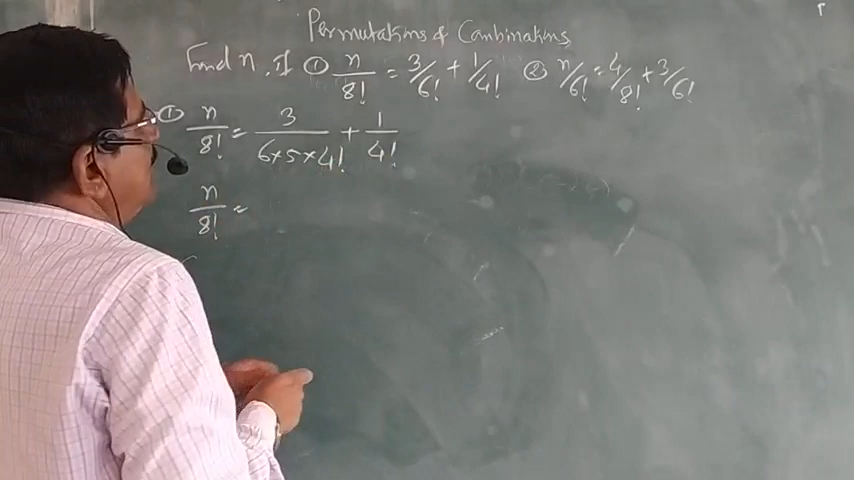 Permutations & Combinations
Find n. If ① n/8! = 3/6! + 1/4! ② n/6! = 4/8! + 3/6!
① n/8! = 3/6×5×4! + 1/4!
n/8! =